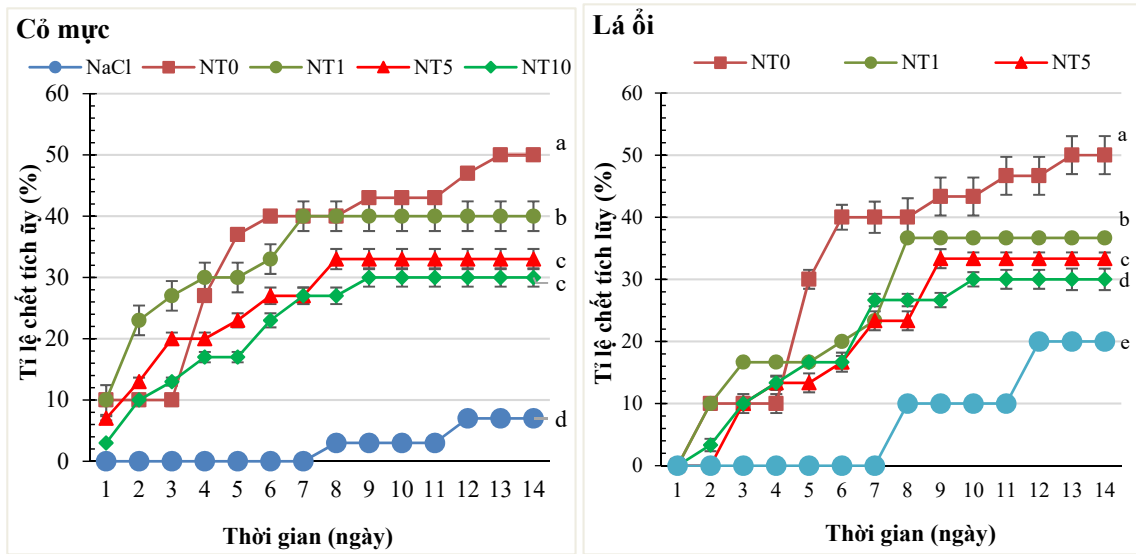 Cỏ mực
NaCl NT0 NT1 NT5 NT10
Tỉ lệ chết tích ũy (%)
60
50
40
30
20
10
0
a
b
c
c
d
1 2 3 4 5 6 7 8 9 10 11 12 13 14
Thời gian (ngày)
Lá ổi
NT0 NT1 NT5
Tỉ lệ chết tích lũy (%)
60
50
40
30
20
10
0
a
b
c
d
e
1 2 3 4 5 6 7 8 9 10 11 12 13 14
Thời gian (ngày)